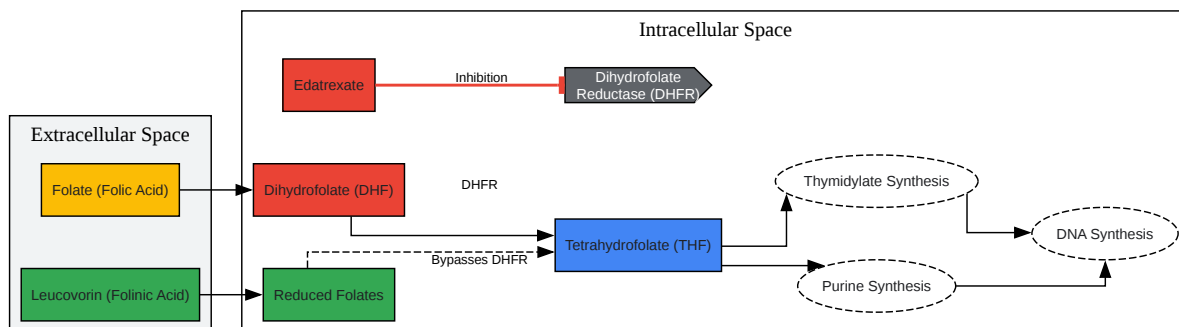 Intracellular Space
Edatrexate
Inhibition
Dihydrofolate
Reductase (DHFR)
Extracellular Space
Folate (Folic Acid)
Dihydrofolate (DHF)
DHFR
Thymidylate Synthesis
Tetrahydrofolate (THF)
DNA Synthesis
Bypasses DHFR
Leucovorin (Folinic Acid)
Reduced Folates
Purine Synthesis